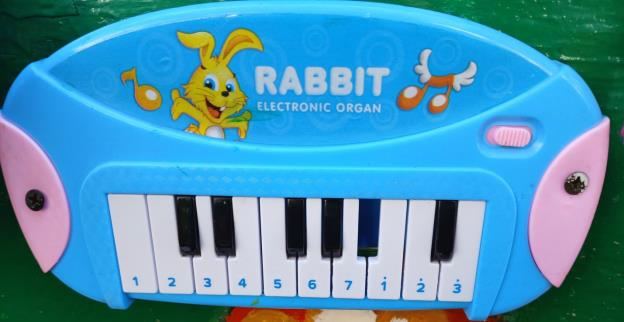 RABBIT
ELECTRONIC ORGAN
1 2 3 4 5 6 7 1̇ 2̇ 3̇